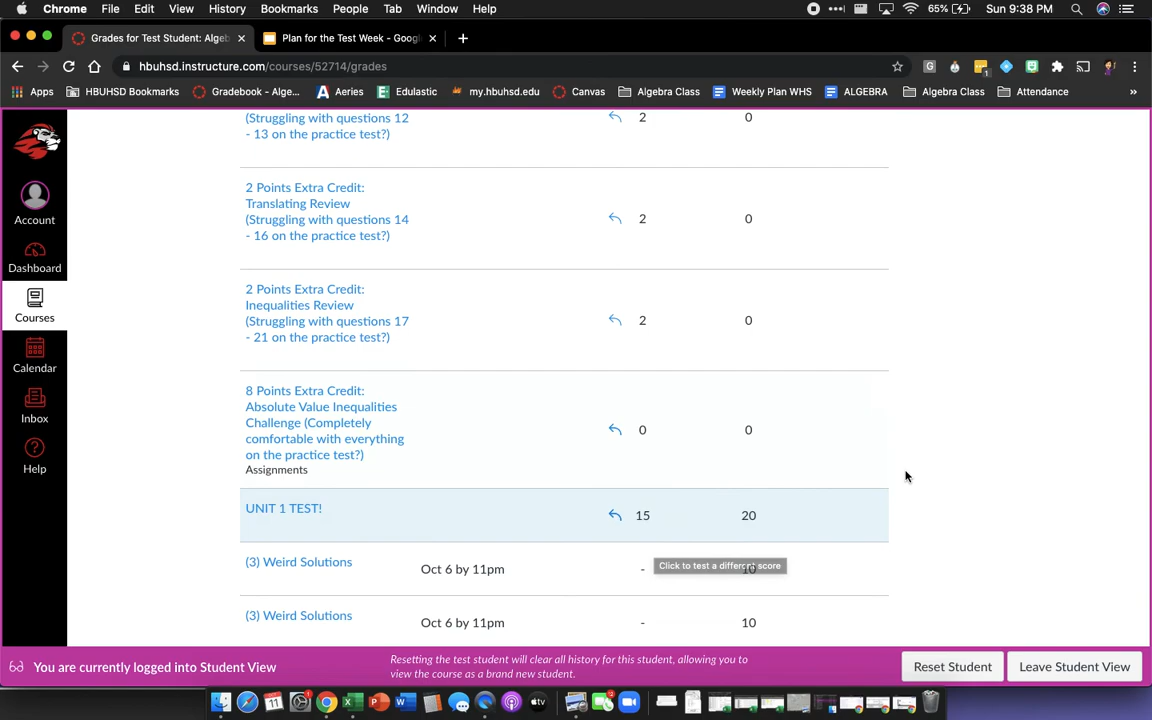 Chrome File Edit View History Bookmarks People Tab Window Help 65% Sun 9:38 PM
Grades for Test Student: Algeb Plan for the Test Week - Googl
hbuhsd.instructure.com/courses/52714/grades
Apps HBUHSD Bookmarks Gradebook - Alge... Aeries Edulastic my.hbuhsd.edu Canvas Algebra Class Weekly Plan WHS ALGEBRA Algebra Class Attendance »
(Struggling with questions 12 2 0
- 13 on the practice test?)
2 Points Extra Credit:
Translating Review
(Struggling with questions 14 2 0
- 16 on the practice test?)
2 Points Extra Credit:
Inequalities Review
(Struggling with questions 17 2 0
- 21 on the practice test?)
8 Points Extra Credit:
Absolute Value Inequalities
Challenge (Completely 0 0
comfortable with everything
on the practice test?)
Assignments
UNIT 1 TEST! 15 20
(3) Weird Solutions Oct 6 by 11pm - 10
Click to test a different score
(3) Weird Solutions Oct 6 by 11pm - 10
Account
Dashboard
Courses
Calendar
Inbox
Help
You are currently logged into Student View
Resetting the test student will clear all history for this student, allowing you to
view the course as a brand new student.
Reset Student Leave Student View